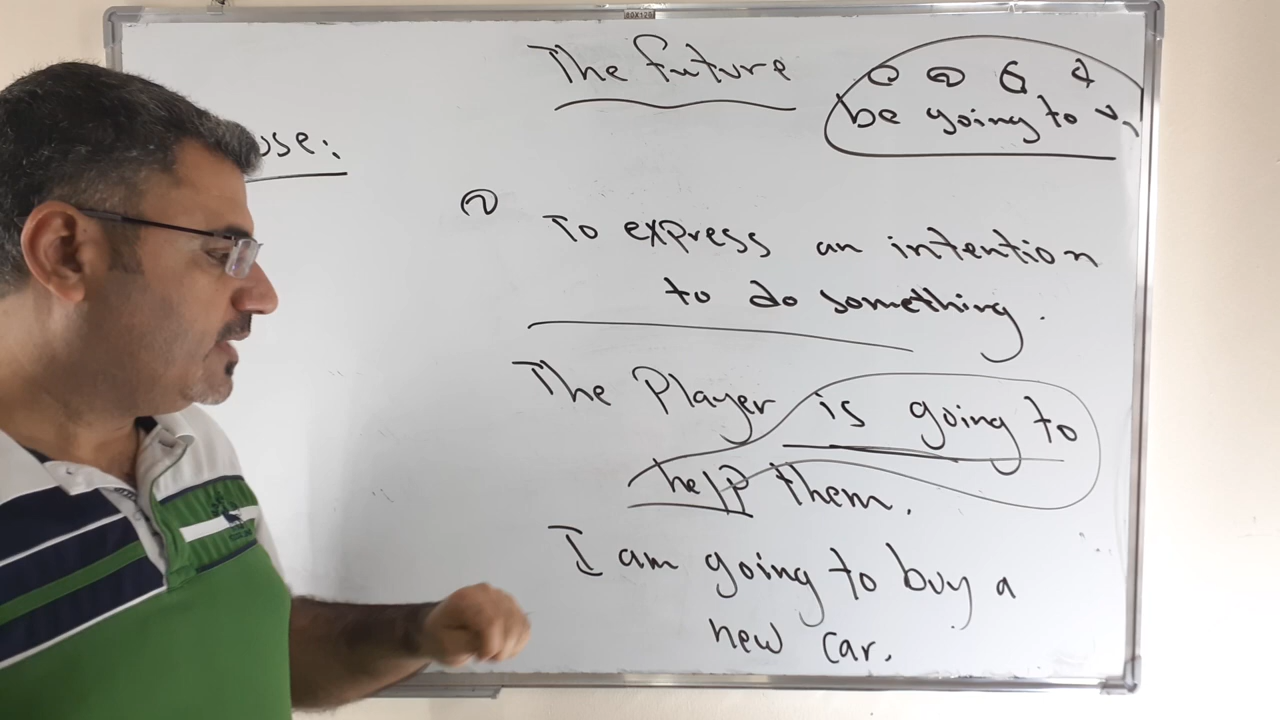 The future
be going to V1
use:
To express an intention
to do something.
The Player is going to
help them.
I am going to buy a
new car.